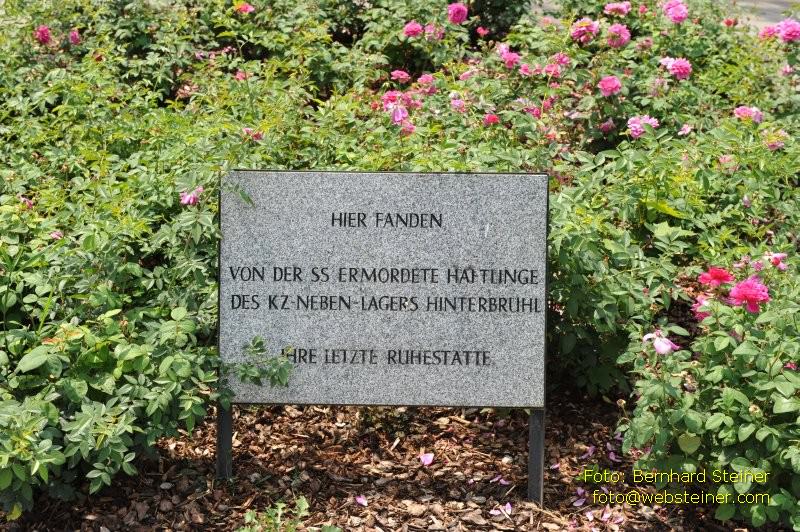 HIER FANDEN
VON DER SS ERMORDETE HÄFTLINGE
DES KZ-NEBEN-LAGERS HINTERBRÜHL
IHRE LETZTE RUHESTÄTTE
Foto: Bernhard Steiner
foto@websteiner.com